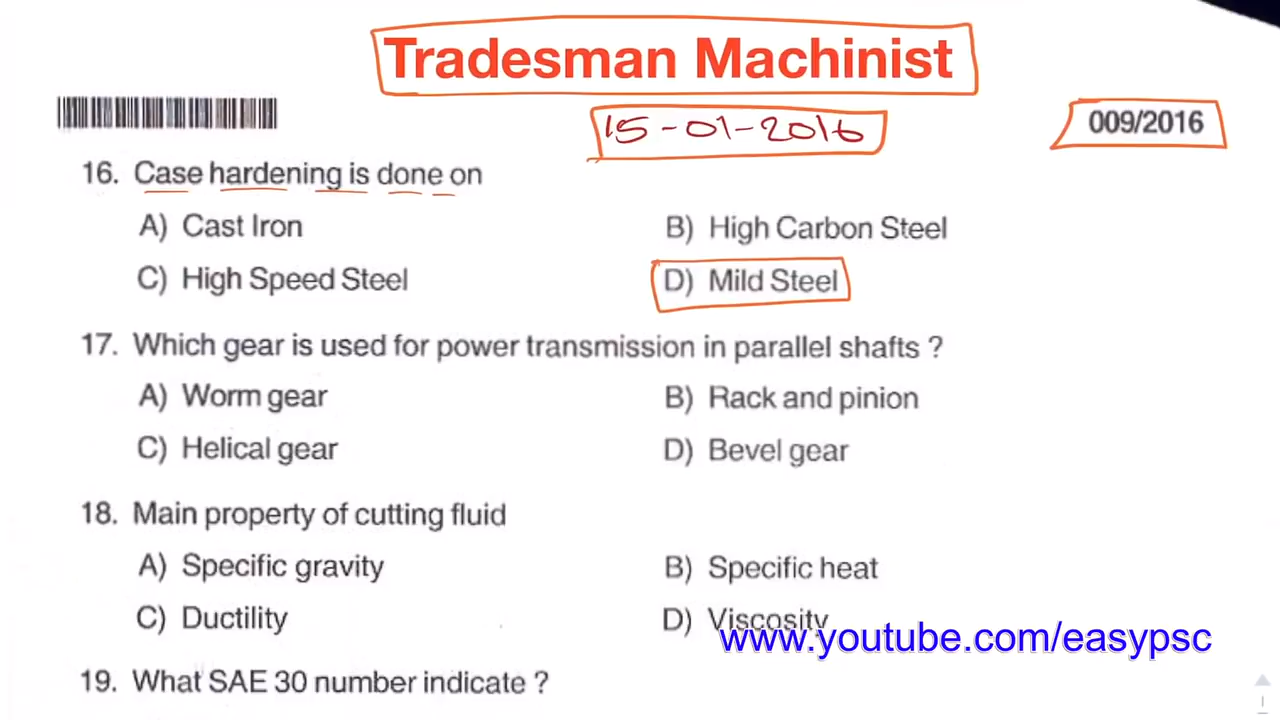 Tradesman Machinist
15-01-2016
009/2016
16. Case hardening is done on
A) Cast Iron
B) High Carbon Steel
C) High Speed Steel
D) Mild Steel
17. Which gear is used for power transmission in parallel shafts ?
A) Worm gear
B) Rack and pinion
C) Helical gear
D) Bevel gear
18. Main property of cutting fluid
A) Specific gravity
B) Specific heat
C) Ductility
D) Viscosity
www.youtube.com/easypsc
19. What SAE 30 number indicate ?
1